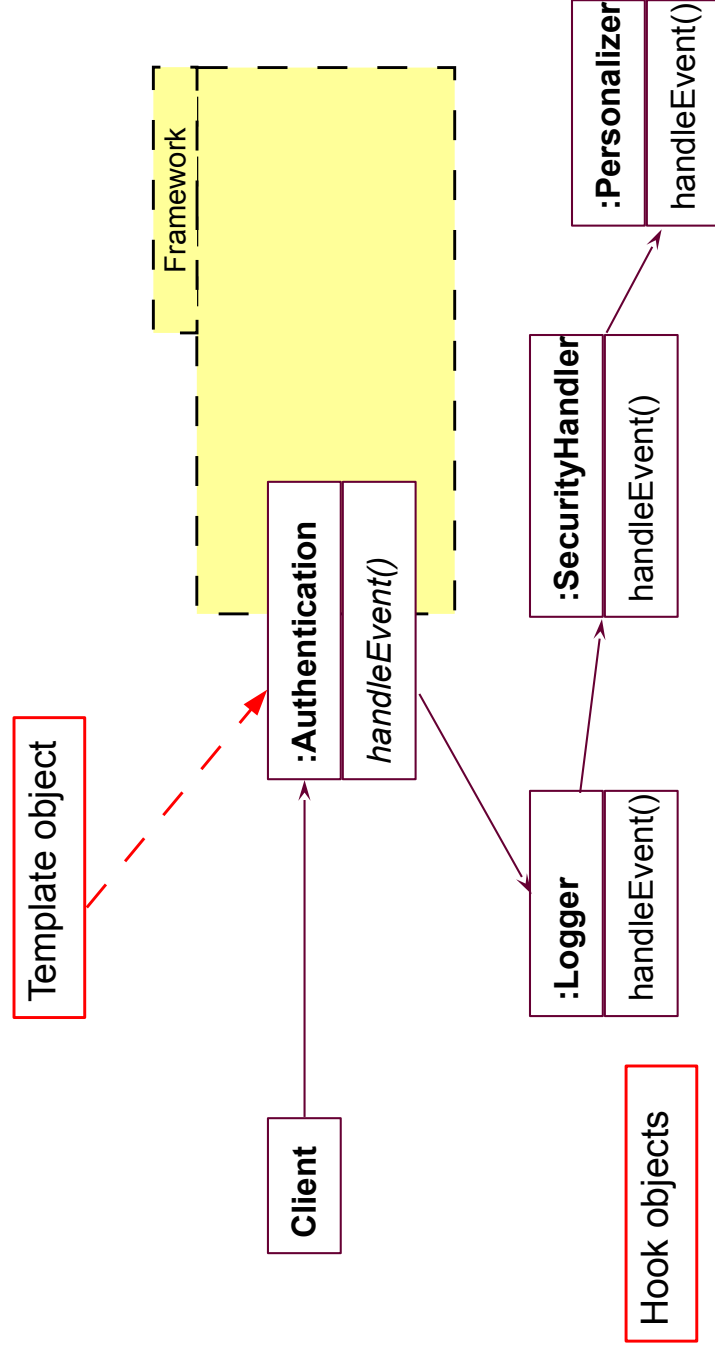 Template object
Framework
Client
:Authentication
handleEvent()
:Logger
handleEvent()
:SecurityHandler
handleEvent()
:Personalizer
handleEvent()
Hook objects